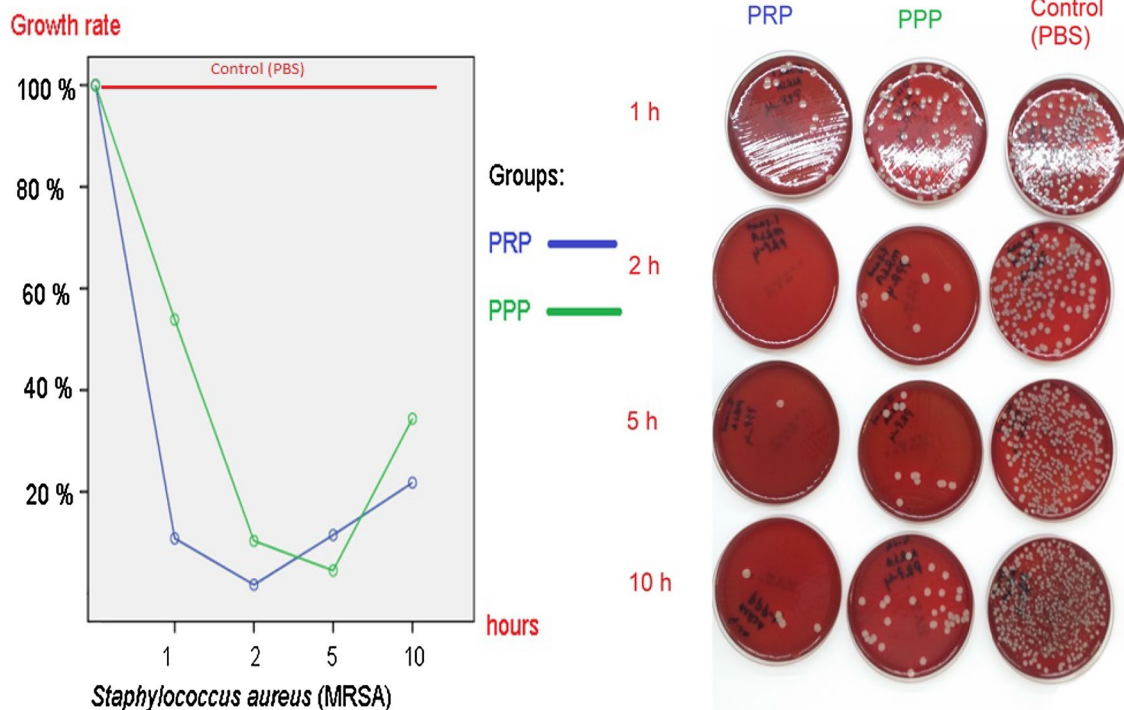 Growth rate
Control (PBS)
100 %
80 %
60 %
40 %
20 %
1 2 5 10
hours
Staphylococcus aureus (MRSA)
Groups:
PRP
PPP
PRP PPP Control
(PBS)
1 h
2 h
5 h
10 h